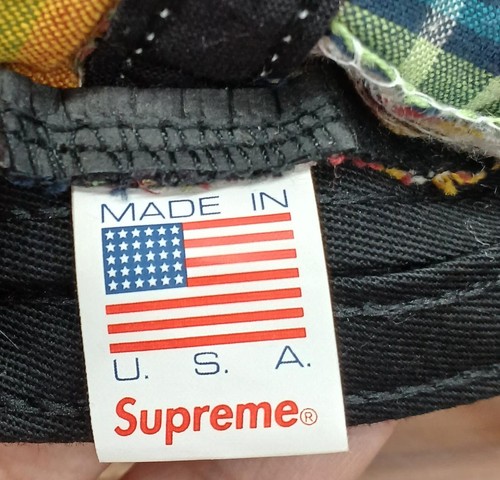 MADE IN
U. S. A.
Supreme®